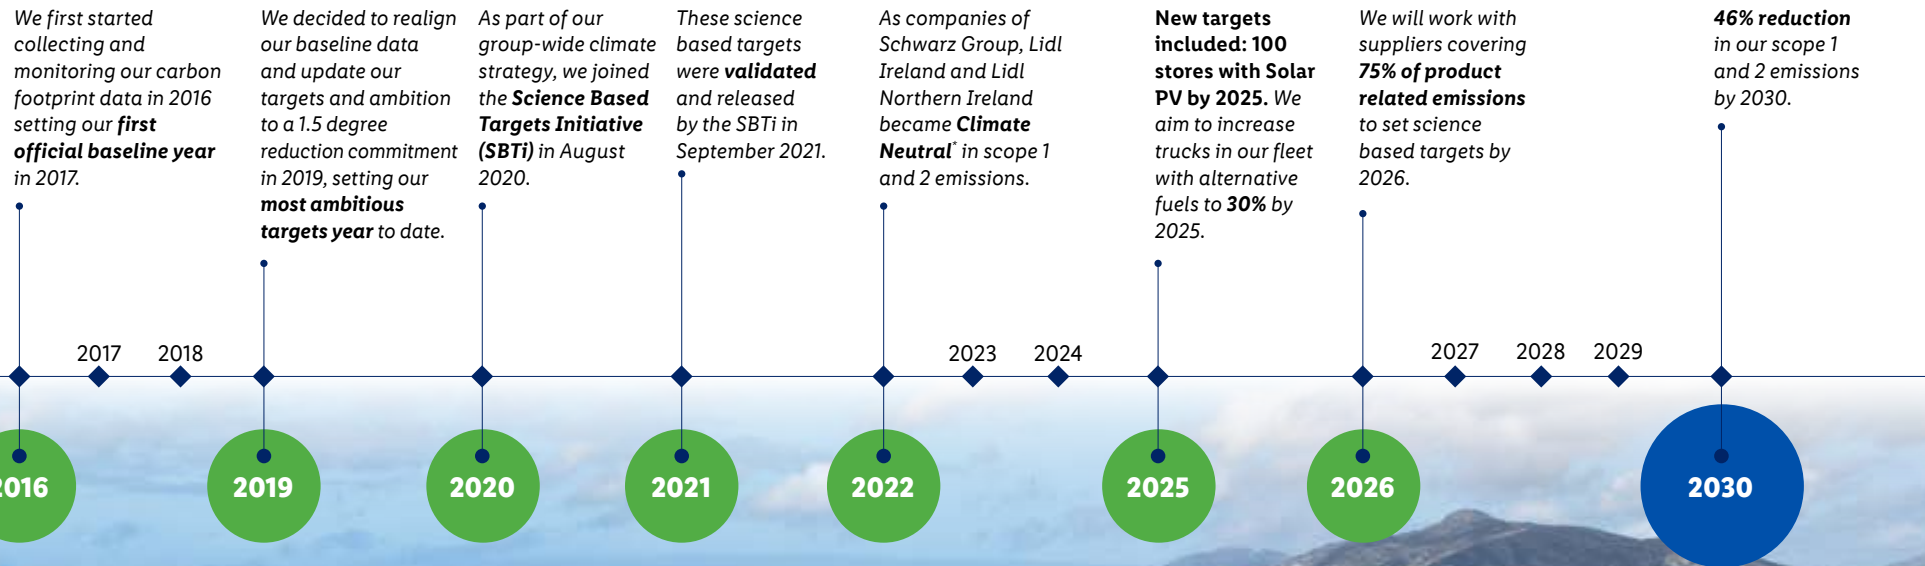 We first started
collecting and
monitoring our carbon
footprint data in 2016
setting our first
official baseline year
in 2017.
We decided to realign
our baseline data
and update our
targets and ambition
to a 1.5 degree
reduction commitment
in 2019, setting our
most ambitious
targets year to date.
As part of our
group-wide climate
strategy, we joined
the Science Based
Targets Initiative
(SBTi) in August
2020.
These science
based targets
were validated
and released
by the SBTi in
September 2021.
As companies of
Schwarz Group, Lidl
Ireland and Lidl
Northern Ireland
became Climate
Neutral* in scope 1
and 2 emissions.
New targets
included: 100
stores with Solar
PV by 2025. We
aim to increase
trucks in our fleet
with alternative
fuels to 30% by
2025.
We will work with
suppliers covering
75% of product
related emissions
to set science
based targets by
2026.
46% reduction
in our scope 1
and 2 emissions
by 2030.
2017
2018
2023
2024
2027
2028
2029
2016
2019
2020
2021
2022
2025
2026
2030